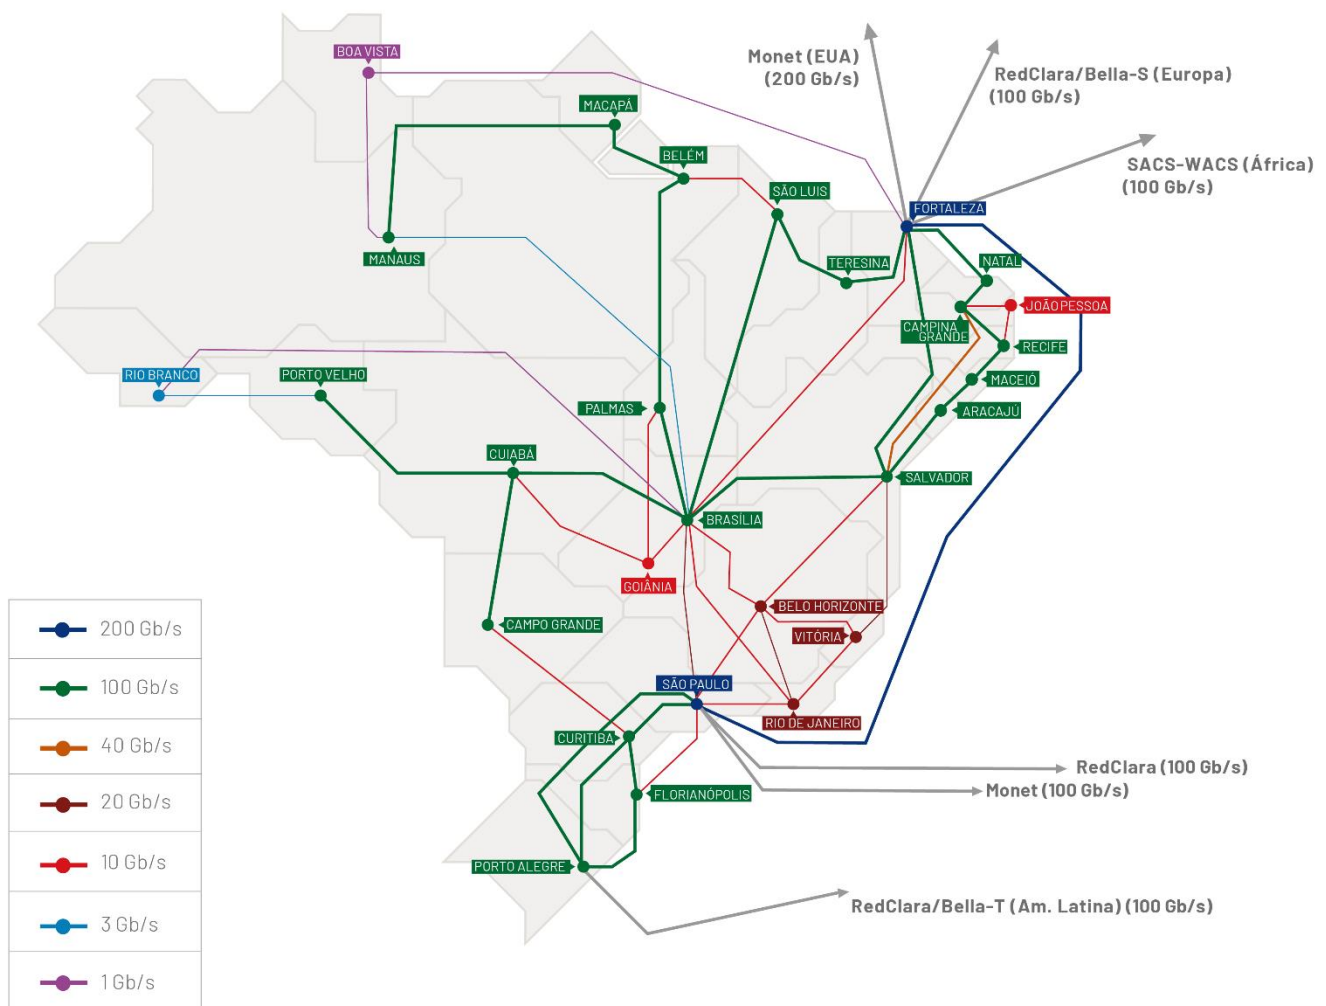 BOA VISTA
Monet (EUA)
(200 Gb/s)
RedClara/Bella-S (Europa)
(100 Gb/s)
MACAPÁ
BELÉM
SACS-WACS (África)
(100 Gb/s)
SÃO LUIS
FORTALEZA
MANAUS
TERESINA
NATAL
JOÃO PESSOA
CAMPINA
GRANDE
RECIFE
RIO BRANCO
PORTO VELHO
MACEIÓ
PALMAS
ARACAJÚ
CUIABÁ
SALVADOR
BRASÍLIA
GOIÂNIA
BELO HORIZONTE
CAMPO GRANDE
VITÓRIA
SÃO PAULO
RIO DE JANEIRO
CURITIBA
RedClara (100 Gb/s)
Monet (100 Gb/s)
FLORIANÓPOLIS
PORTO ALEGRE
RedClara/Bella-T (Am. Latina) (100 Gb/s)
200 Gb/s
100 Gb/s
40 Gb/s
20 Gb/s
10 Gb/s
3 Gb/s
1 Gb/s